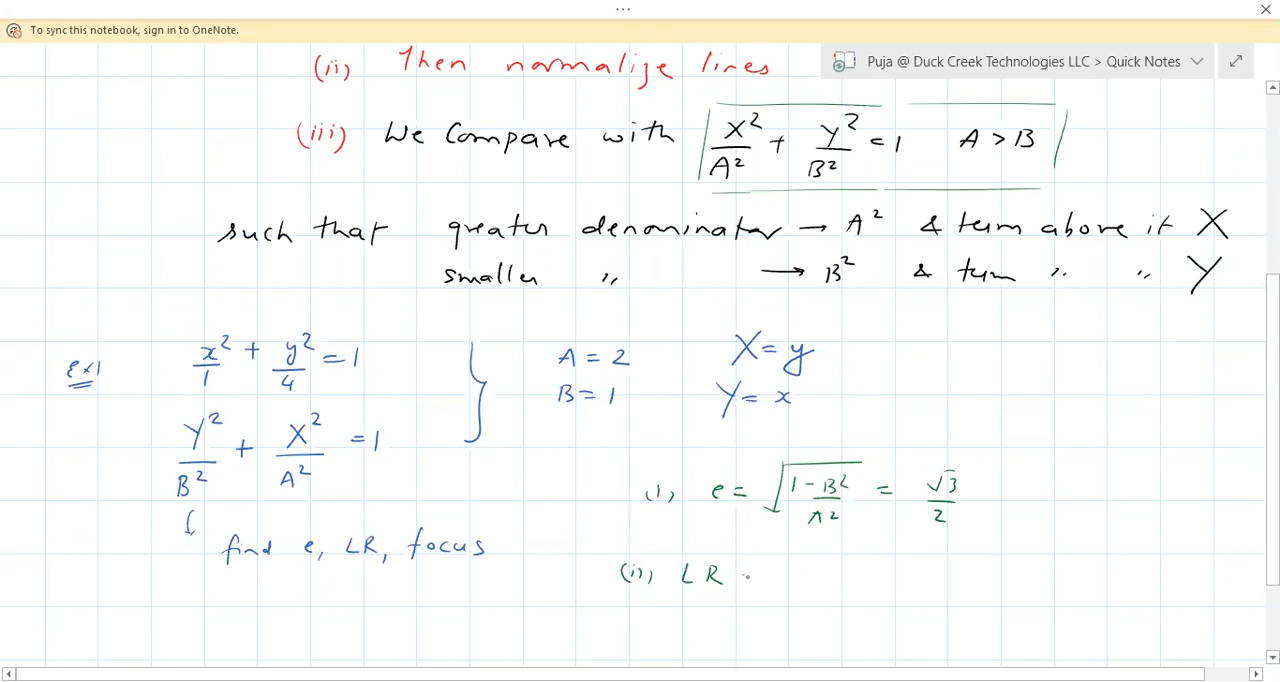 To sync this notebook, sign in to OneNote.
Puja @ Duck Creek Technologies LLC > Quick Notes
(ii) Then normalize lines
(iii) We Compare with X²/A² + Y²/B² = 1 A > B
such that greater denominator → A² & term above it X
smaller ,, → B² & term ,, ,, Y
Ex1 x²/1 + y²/4 = 1 } A = 2 X = y
B = 1 Y = x
Y²/B² + X²/A² = 1
(i) e = √(1 - B²/A²) = √3/2
find e, LR, focus
(ii) LR